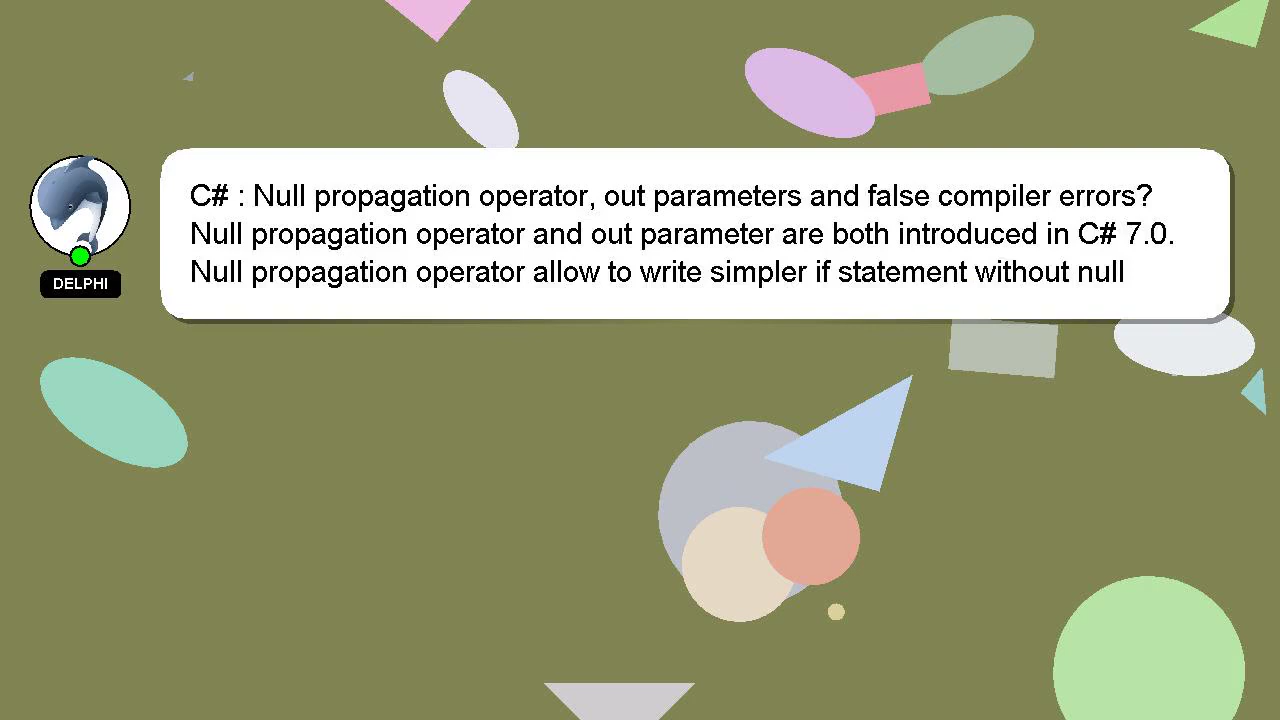 C# : Null propagation operator, out parameters and false compiler errors?
Null propagation operator and out parameter are both introduced in C# 7.0.
Null propagation operator allow to write simpler if statement without null
DELPHI